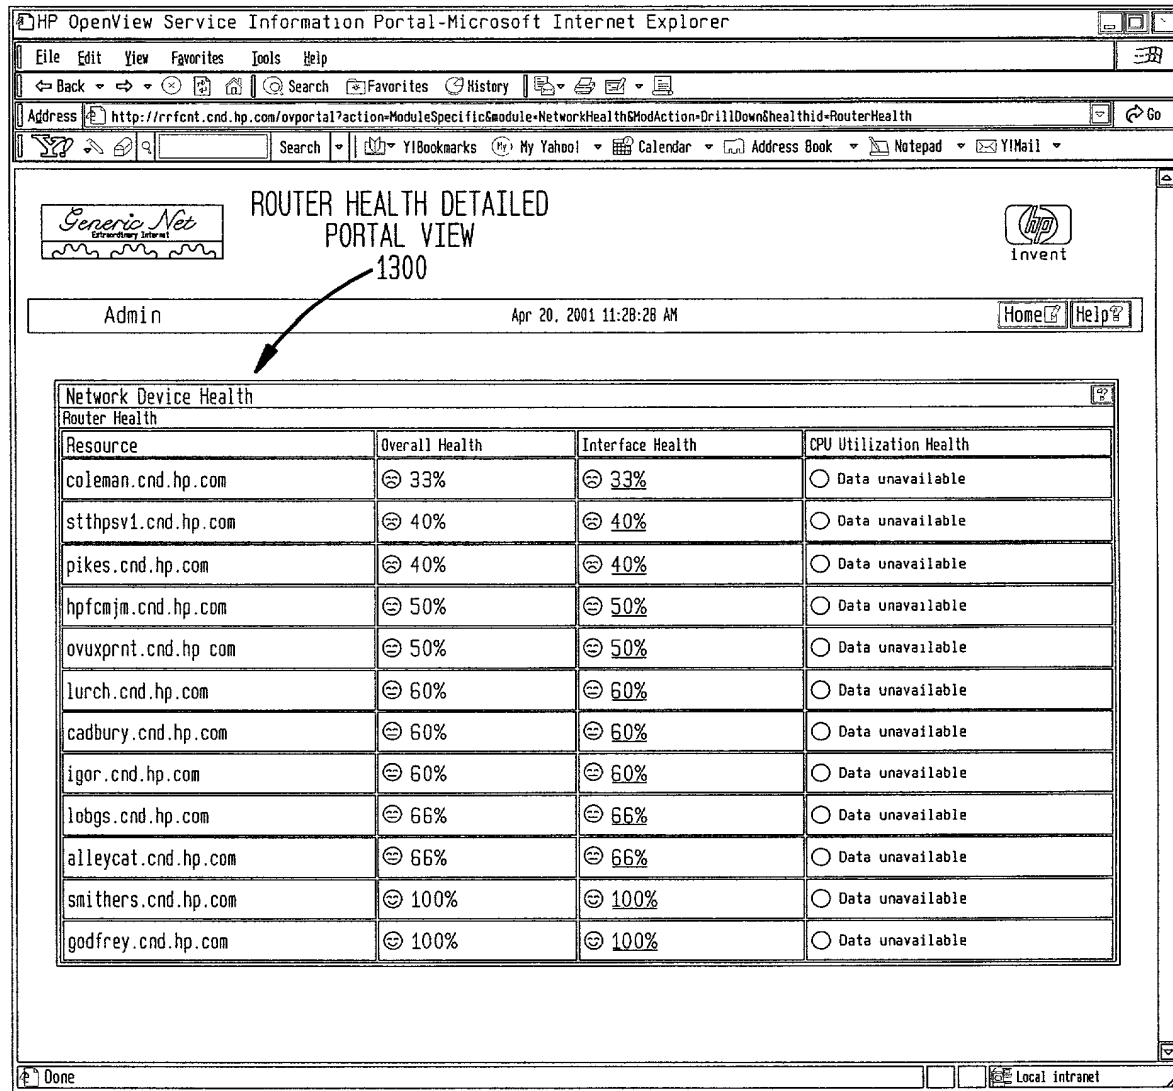 HP OpenView Service Information Portal-Microsoft Internet Explorer
File Edit View Favorites Tools Help
Back Search Favorites History
Address http://rrfcnt.cnd.hp.com/ovportal?action=ModuleSpecific&module=NetworkHealth&ModAction=DrillDown&healthid=RouterHealth Go
Y? Search Y!Bookmarks My Yahoo! Calendar Address Book Notepad Y!Mail
Generic Net
Extraordinary Internet
ROUTER HEALTH DETAILED
PORTAL VIEW
1300
hp
invent
Admin Apr 20, 2001 11:28:28 AM Home Help
Network Device Health
Router Health
Resource Overall Health Interface Health CPU Utilization Health
coleman.cnd.hp.com 33% 33% Data unavailable
stthpsv1.cnd.hp.com 40% 40% Data unavailable
pikes.cnd.hp.com 40% 40% Data unavailable
hpfcmjm.cnd.hp.com 50% 50% Data unavailable
ovuxprnt.cnd.hp com 50% 50% Data unavailable
lurch.cnd.hp.com 60% 60% Data unavailable
cadbury.cnd.hp.com 60% 60% Data unavailable
igor.cnd.hp.com 60% 60% Data unavailable
lobgs.cnd.hp.com 66% 66% Data unavailable
alleycat.cnd.hp.com 66% 66% Data unavailable
smithers.cnd.hp.com 100% 100% Data unavailable
godfrey.cnd.hp.com 100% 100% Data unavailable
Done Local intranet